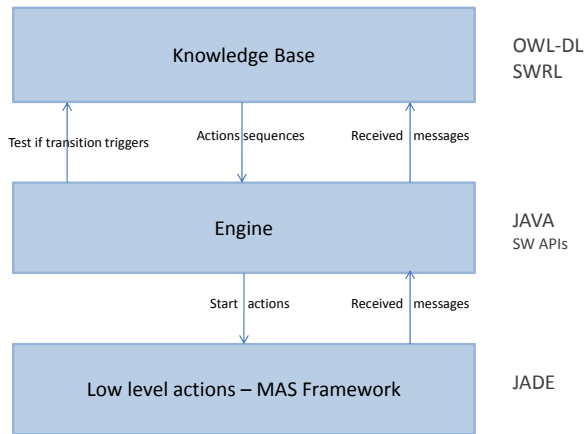 Knowledge Base
OWL-DL
SWRL
Test if transition triggers
Actions sequences
Received messages
Engine
JAVA
SW APIs
Start actions
Received messages
Low level actions – MAS Framework
JADE